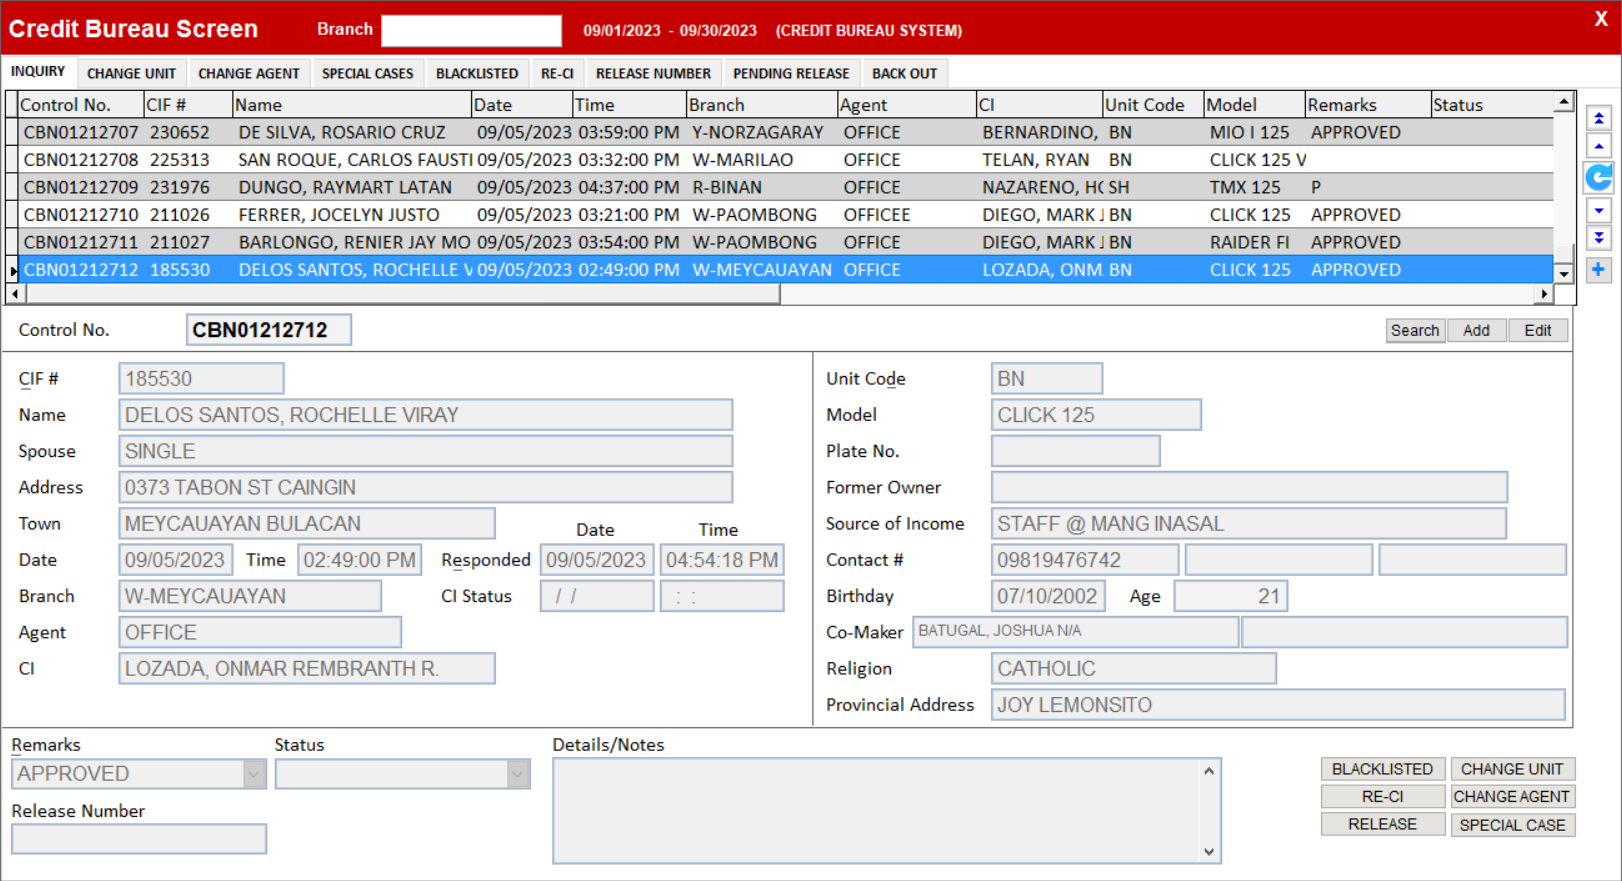 Credit Bureau Screen Branch 09/01/2023 - 09/30/2023 (CREDIT BUREAU SYSTEM) X
INQUIRY CHANGE UNIT CHANGE AGENT SPECIAL CASES BLACKLISTED RE-CI RELEASE NUMBER PENDING RELEASE BACK OUT
Control No. CIF # Name Date Time Branch Agent CI Unit Code Model Remarks Status
CBN01212707 230652 DE SILVA, ROSARIO CRUZ 09/05/2023 03:59:00 PM Y-NORZAGARAY OFFICE BERNARDINO, BN MIO I 125 APPROVED
CBN01212708 225313 SAN ROQUE, CARLOS FAUSTI 09/05/2023 03:32:00 PM W-MARILAO OFFICE TELAN, RYAN BN CLICK 125 V
CBN01212709 231976 DUNGO, RAYMART LATAN 09/05/2023 04:37:00 PM R-BINAN OFFICE NAZARENO, HO SH TMX 125 P
CBN01212710 211026 FERRER, JOCELYN JUSTO 09/05/2023 03:21:00 PM W-PAOMBONG OFFICEE DIEGO, MARK J BN CLICK 125 APPROVED
CBN01212711 211027 BARLONGO, RENIER JAY MO 09/05/2023 03:54:00 PM W-PAOMBONG OFFICE DIEGO, MARK J BN RAIDER FI APPROVED
CBN01212712 185530 DELOS SANTOS, ROCHELLE V 09/05/2023 02:49:00 PM W-MEYCAUAYAN OFFICE LOZADA, ONM BN CLICK 125 APPROVED
Control No. CBN01212712 Search Add Edit
CIF # 185530
Name DELOS SANTOS, ROCHELLE VIRAY
Spouse SINGLE
Address 0373 TABON ST CAINGIN
Town MEYCAUAYAN BULACAN Date Time
Date 09/05/2023 Time 02:49:00 PM Responded 09/05/2023 04:54:18 PM
Branch W-MEYCAUAYAN CI Status / / : :
Agent OFFICE
CI LOZADA, ONMAR REMBRANTH R.
Unit Code BN
Model CLICK 125
Plate No.
Former Owner
Source of Income STAFF @ MANG INASAL
Contact # 09819476742
Birthday 07/10/2002 Age 21
Co-Maker BATUGAL, JOSHUA N/A
Religion CATHOLIC
Provincial Address JOY LEMONSITO
Remarks Status Details/Notes
APPROVED
Release Number
BLACKLISTED CHANGE UNIT
RE-CI CHANGE AGENT
RELEASE SPECIAL CASE